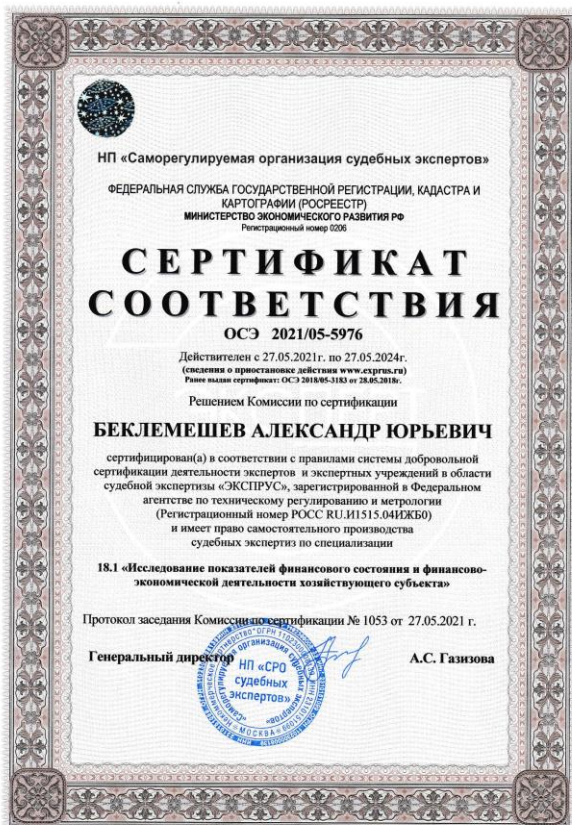 НП «Саморегулируемая организация судебных экспертов»
ФЕДЕРАЛЬНАЯ СЛУЖБА ГОСУДАРСТВЕННОЙ РЕГИСТРАЦИИ, КАДАСТРА И
КАРТОГРАФИИ (РОСРЕЕСТР)
МИНИСТЕРСТВО ЭКОНОМИЧЕСКОГО РАЗВИТИЯ РФ
Регистрационный номер 0206
СЕРТИФИКАТ
СООТВЕТСТВИЯ
ОСЭ 2021/05-5976
Действителен с 27.05.2021г. по 27.05.2024г.
(сведения о приостановке действия www.exprus.ru)
Ранее выдан сертификат: ОСЭ 2018/05-3183 от 28.05.2018г.
Решением Комиссии по сертификации
БЕКЛЕМЕШЕВ АЛЕКСАНДР ЮРЬЕВИЧ
сертифицирован(а) в соответствии с правилами системы добровольной
сертификации деятельности экспертов и экспертных учреждений в области
судебной экспертизы «ЭКСПРУС», зарегистрированной в Федеральном
агентстве по техническому регулированию и метрологии
(Регистрационный номер РОСС RU.И1515.04ИЖБ0)
и имеет право самостоятельного производства
судебных экспертиз по специализации
18.1 «Исследование показателей финансового состояния и финансово-
экономической деятельности хозяйствующего субъекта»
Протокол заседания Комиссии по сертификации № 1053 от 27.05.2021 г.
Генеральный директор
А.С. Газизова
НП «СРО
судебных
экспертов»
«Саморегулируемая организация судебных экспертов»
Некоммерческое партнерство
МОСКВА